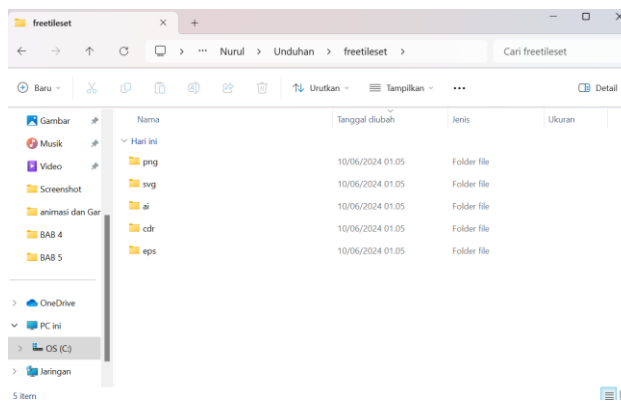 freetileset
Nurul > Unduhan > freetileset >
Cari freetileset
Baru
Urutkan
Tampilkan
Detail
Nama Tanggal diubah Jenis Ukuran
Hari ini
png 10/06/2024 01.05 Folder file
svg 10/06/2024 01.05 Folder file
ai 10/06/2024 01.05 Folder file
cdr 10/06/2024 01.05 Folder file
eps 10/06/2024 01.05 Folder file
Gambar
Musik
Video
Screenshot
animasi dan Gar
BAB 4
BAB 5
OneDrive
PC ini
OS (C:)
Jaringan
5 item